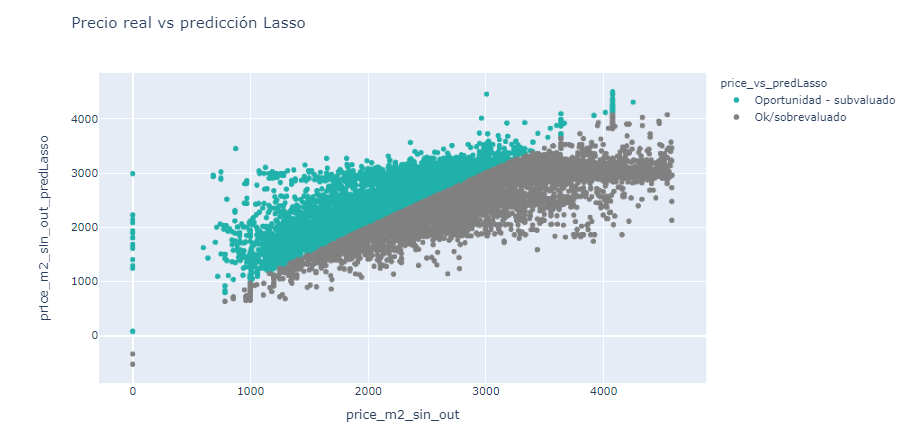 Precio real vs predicción Lasso
price_vs_predLasso
Oportunidad - subvaluado
Ok/sobrevaluado
4000
3000
2000
1000
0
price_m2_sin_out_predLasso
0
1000
2000
3000
4000
price_m2_sin_out